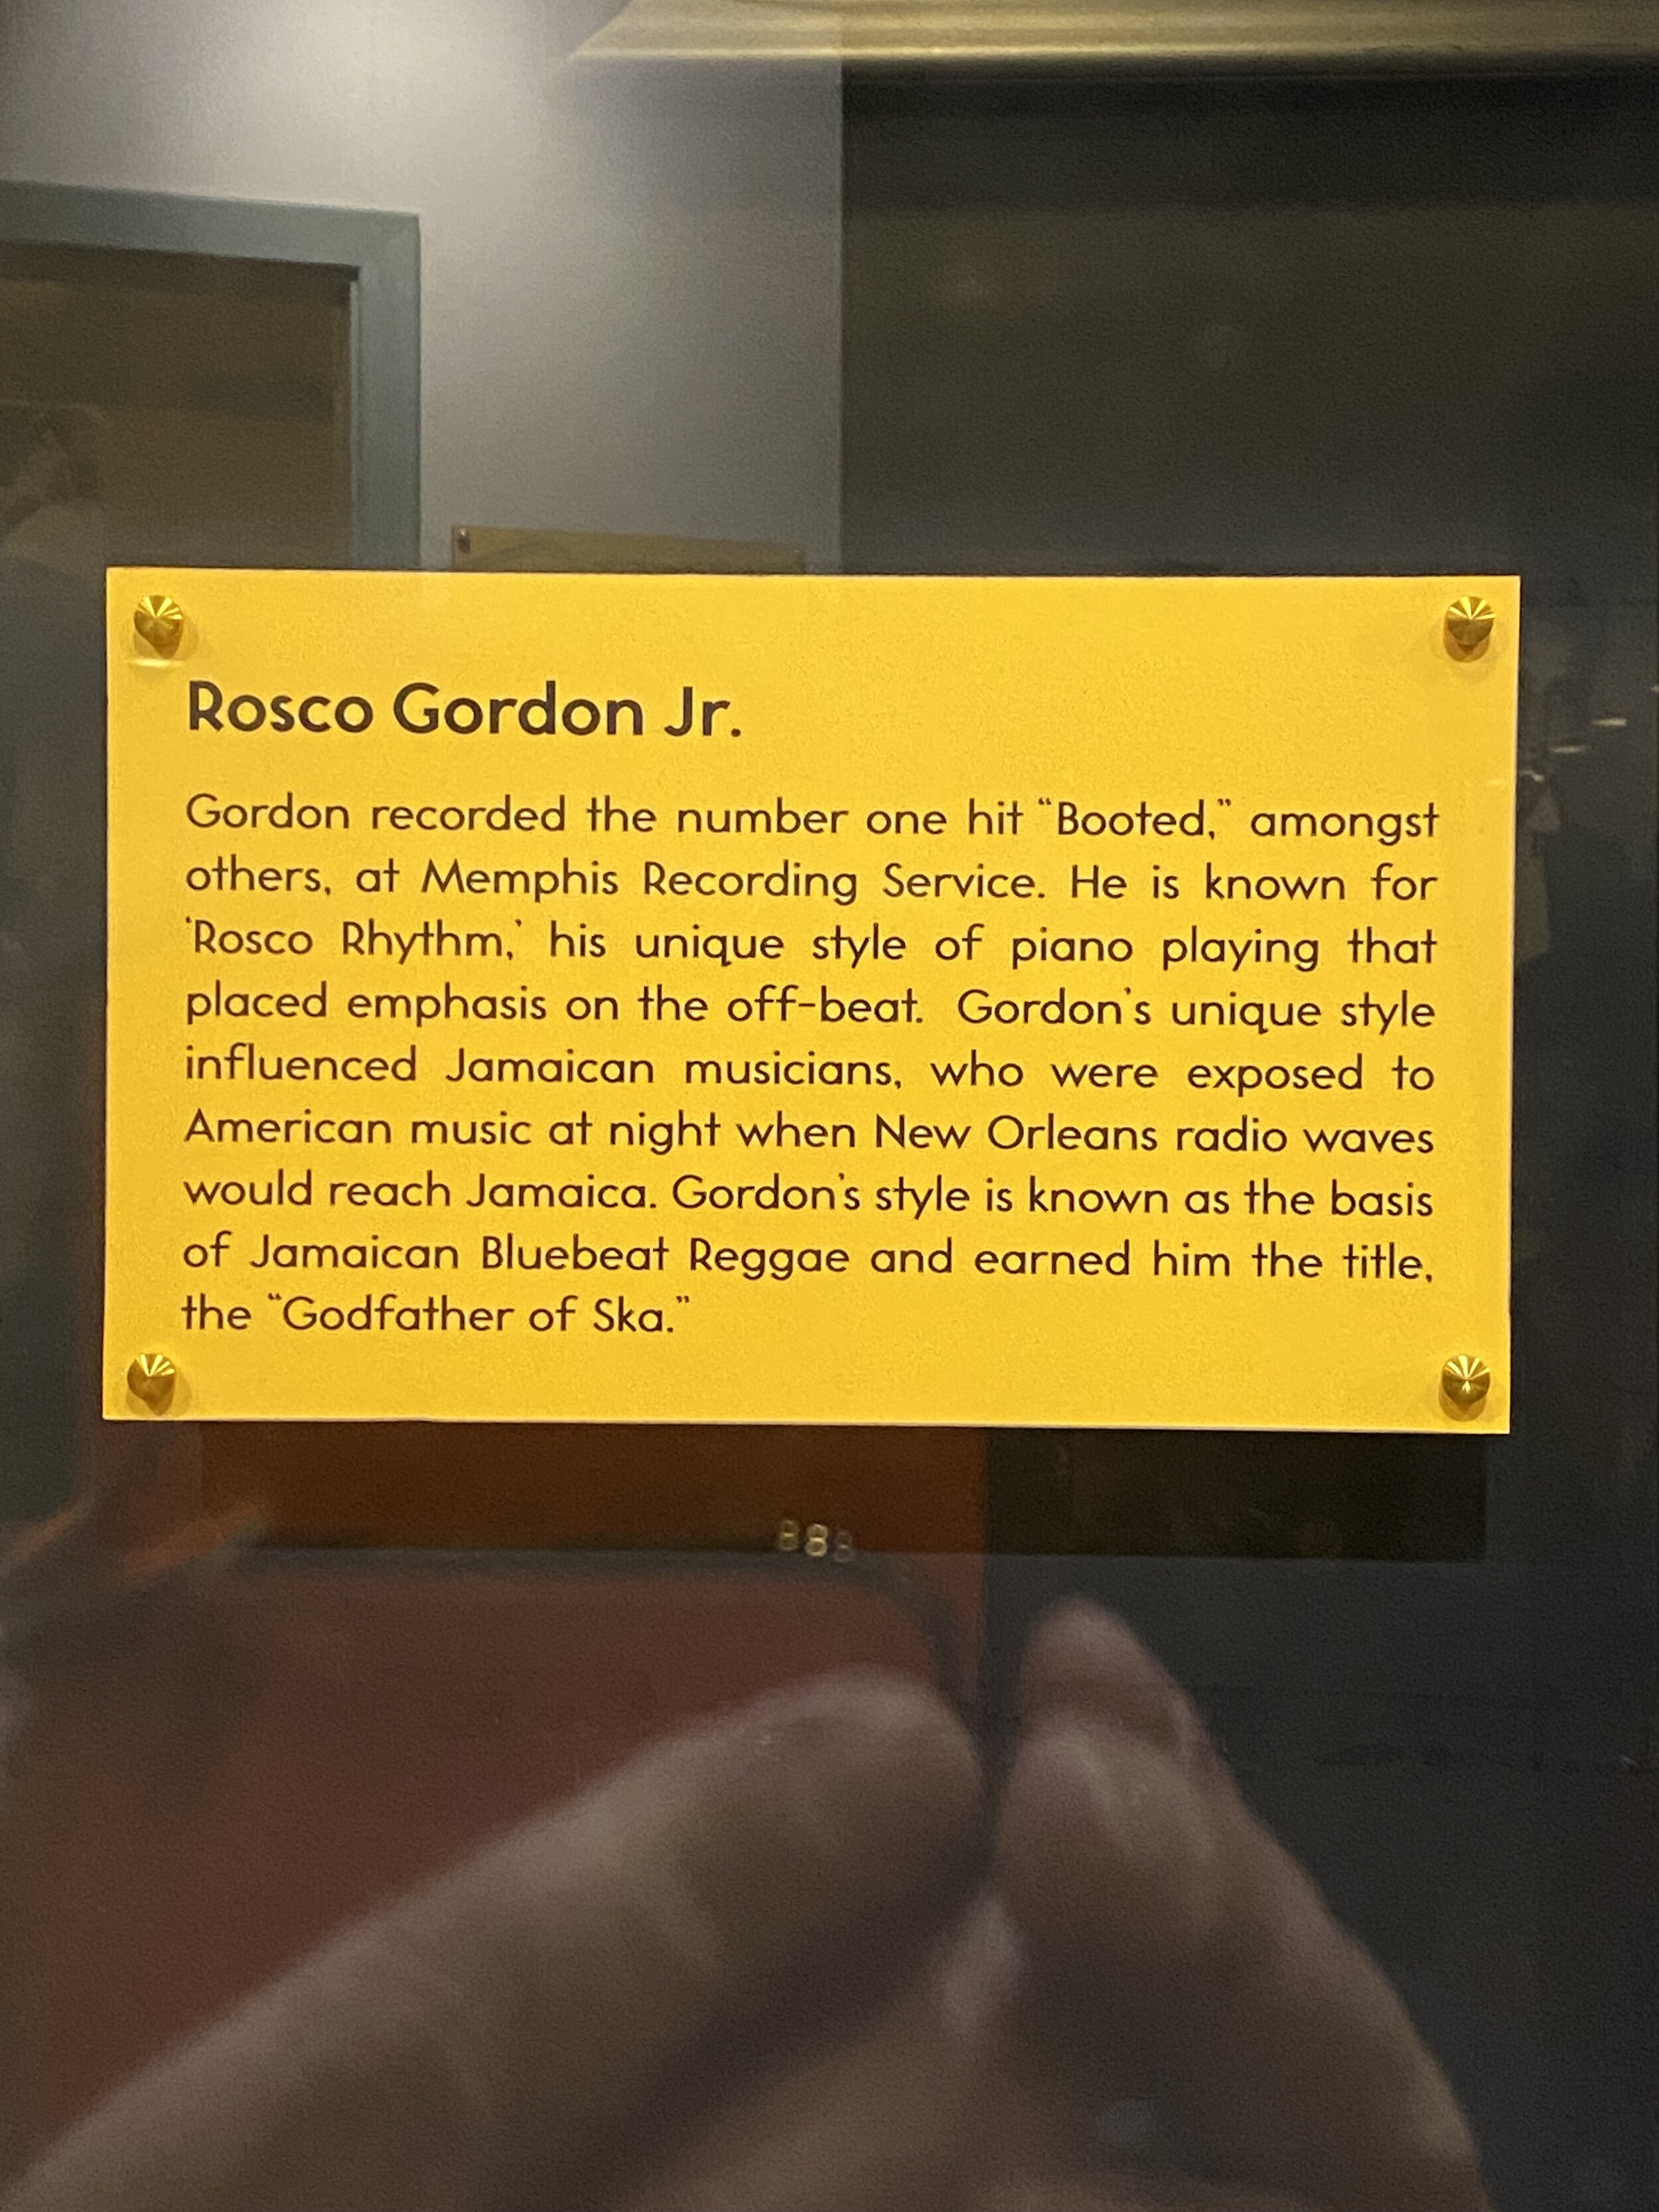 Rosco Gordon Jr.
Gordon recorded the number one hit “Booted,” amongst
others, at Memphis Recording Service. He is known for
‘Rosco Rhythm,’ his unique style of piano playing that
placed emphasis on the off-beat.  Gordon’s unique style
influenced Jamaican musicians, who were exposed to
American music at night when New Orleans radio waves
would reach Jamaica. Gordon’s style is known as the basis
of Jamaican Bluebeat Reggae and earned him the title,
the “Godfather of Ska.”